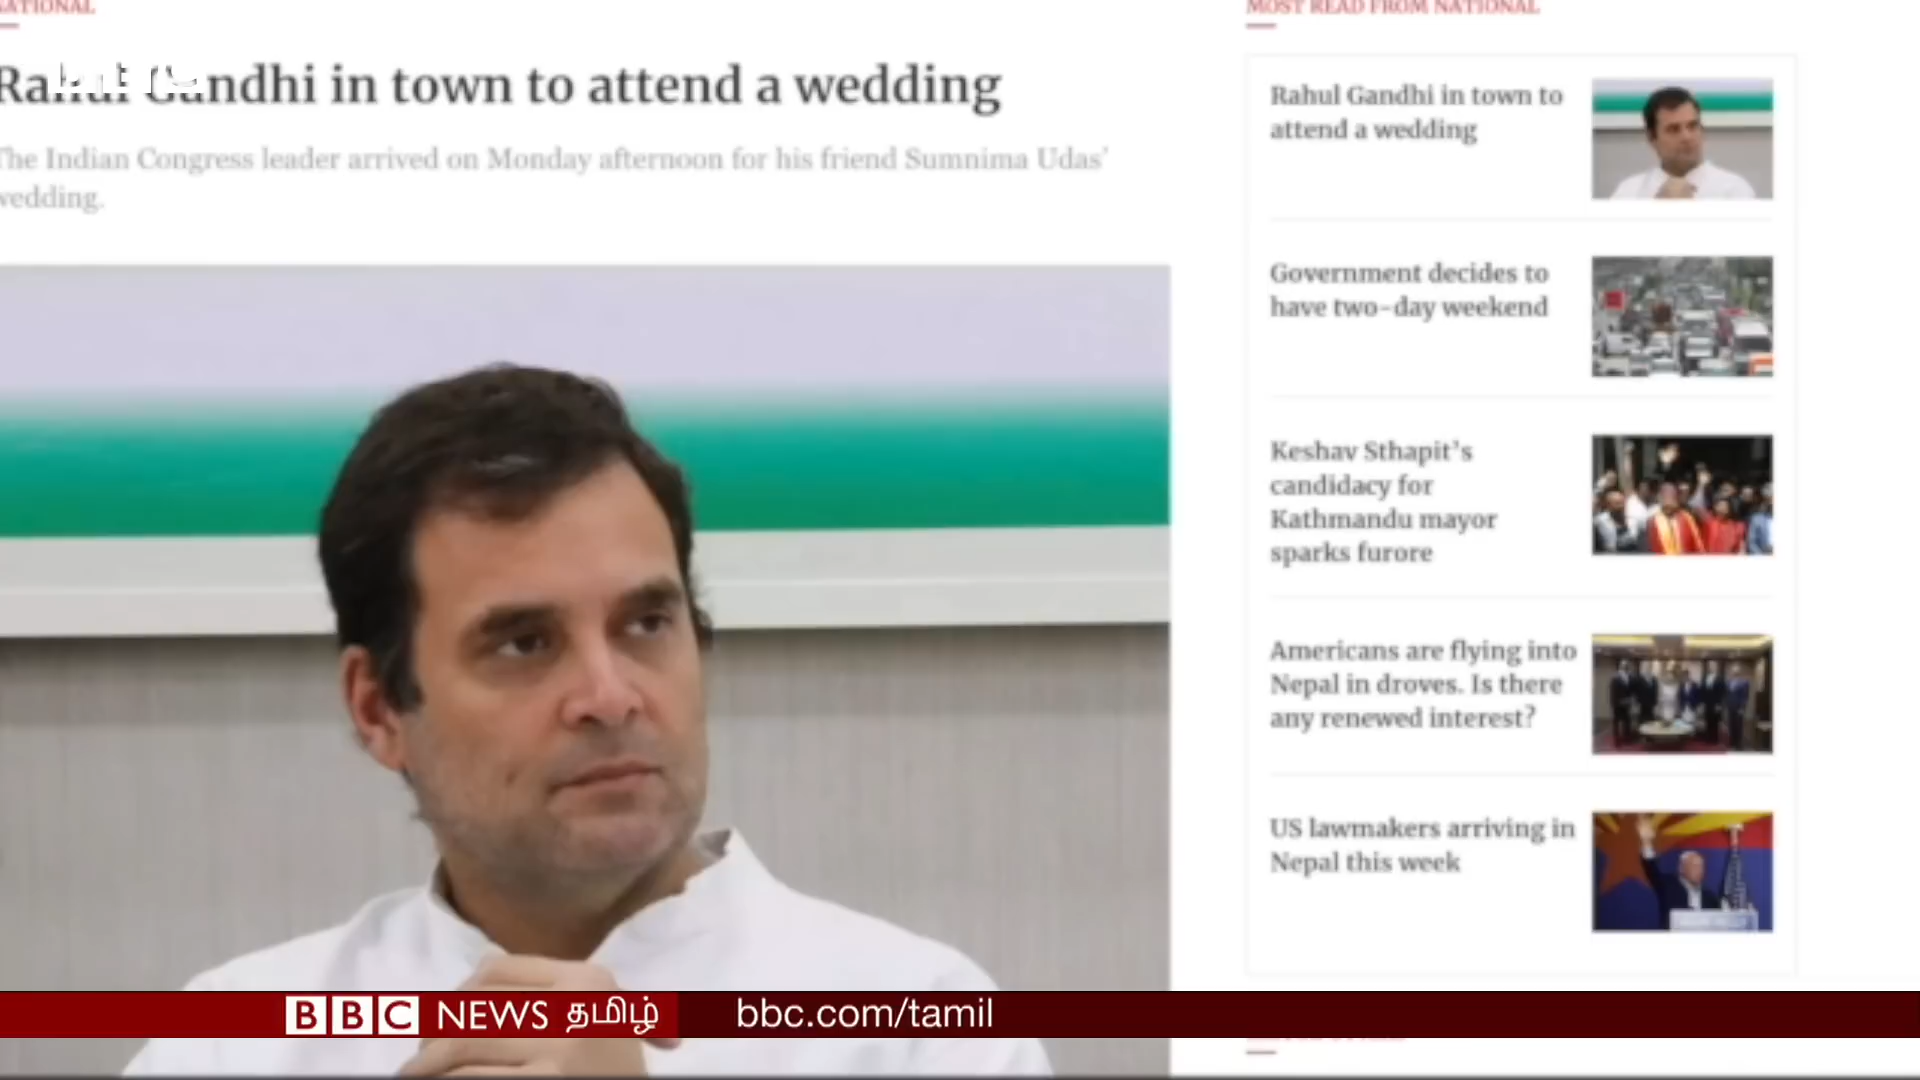 NATIONAL
Rahul Gandhi in town to attend a wedding
The Indian Congress leader arrived on Monday afternoon for his friend Sumnima Udas'
wedding.
MOST READ FROM NATIONAL
Rahul Gandhi in town to
attend a wedding
Government decides to
have two-day weekend
Keshav Sthapit's
candidacy for
Kathmandu mayor
sparks furore
Americans are flying into
Nepal in droves. Is there
any renewed interest?
US lawmakers arriving in
Nepal this week
BBC NEWS தமிழ் bbc.com/tamil